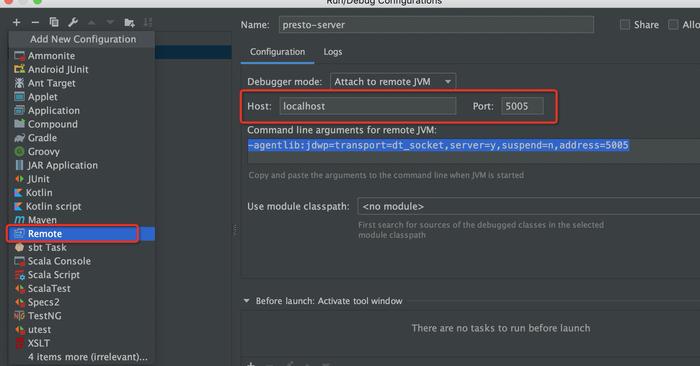 Run/Debug Configurations
Name:
presto-server
Share
Allo
Add New Configuration
Ammonite
Android JUnit
Ant Target
Applet
Application
Compound
Gradle
Groovy
JAR Application
JUnit
Kotlin
Kotlin script
Maven
Remote
sbt Task
Scala Console
Scala Script
ScalaTest
Specs2
TestNG
utest
XSLT
4 items more (irrelevant)...
Configuration
Logs
Debugger mode:
Attach to remote JVM
Host:
localhost
Port:
5005
Command line arguments for remote JVM:
-agentlib:jdwp=transport=dt_socket,server=y,suspend=n,address=5005
Copy and paste the arguments to the command line when JVM is started
Use module classpath:
<no module>
First search for sources of the debugged classes in the selected
module classpath
Before launch: Activate tool window
There are no tasks to run before launch